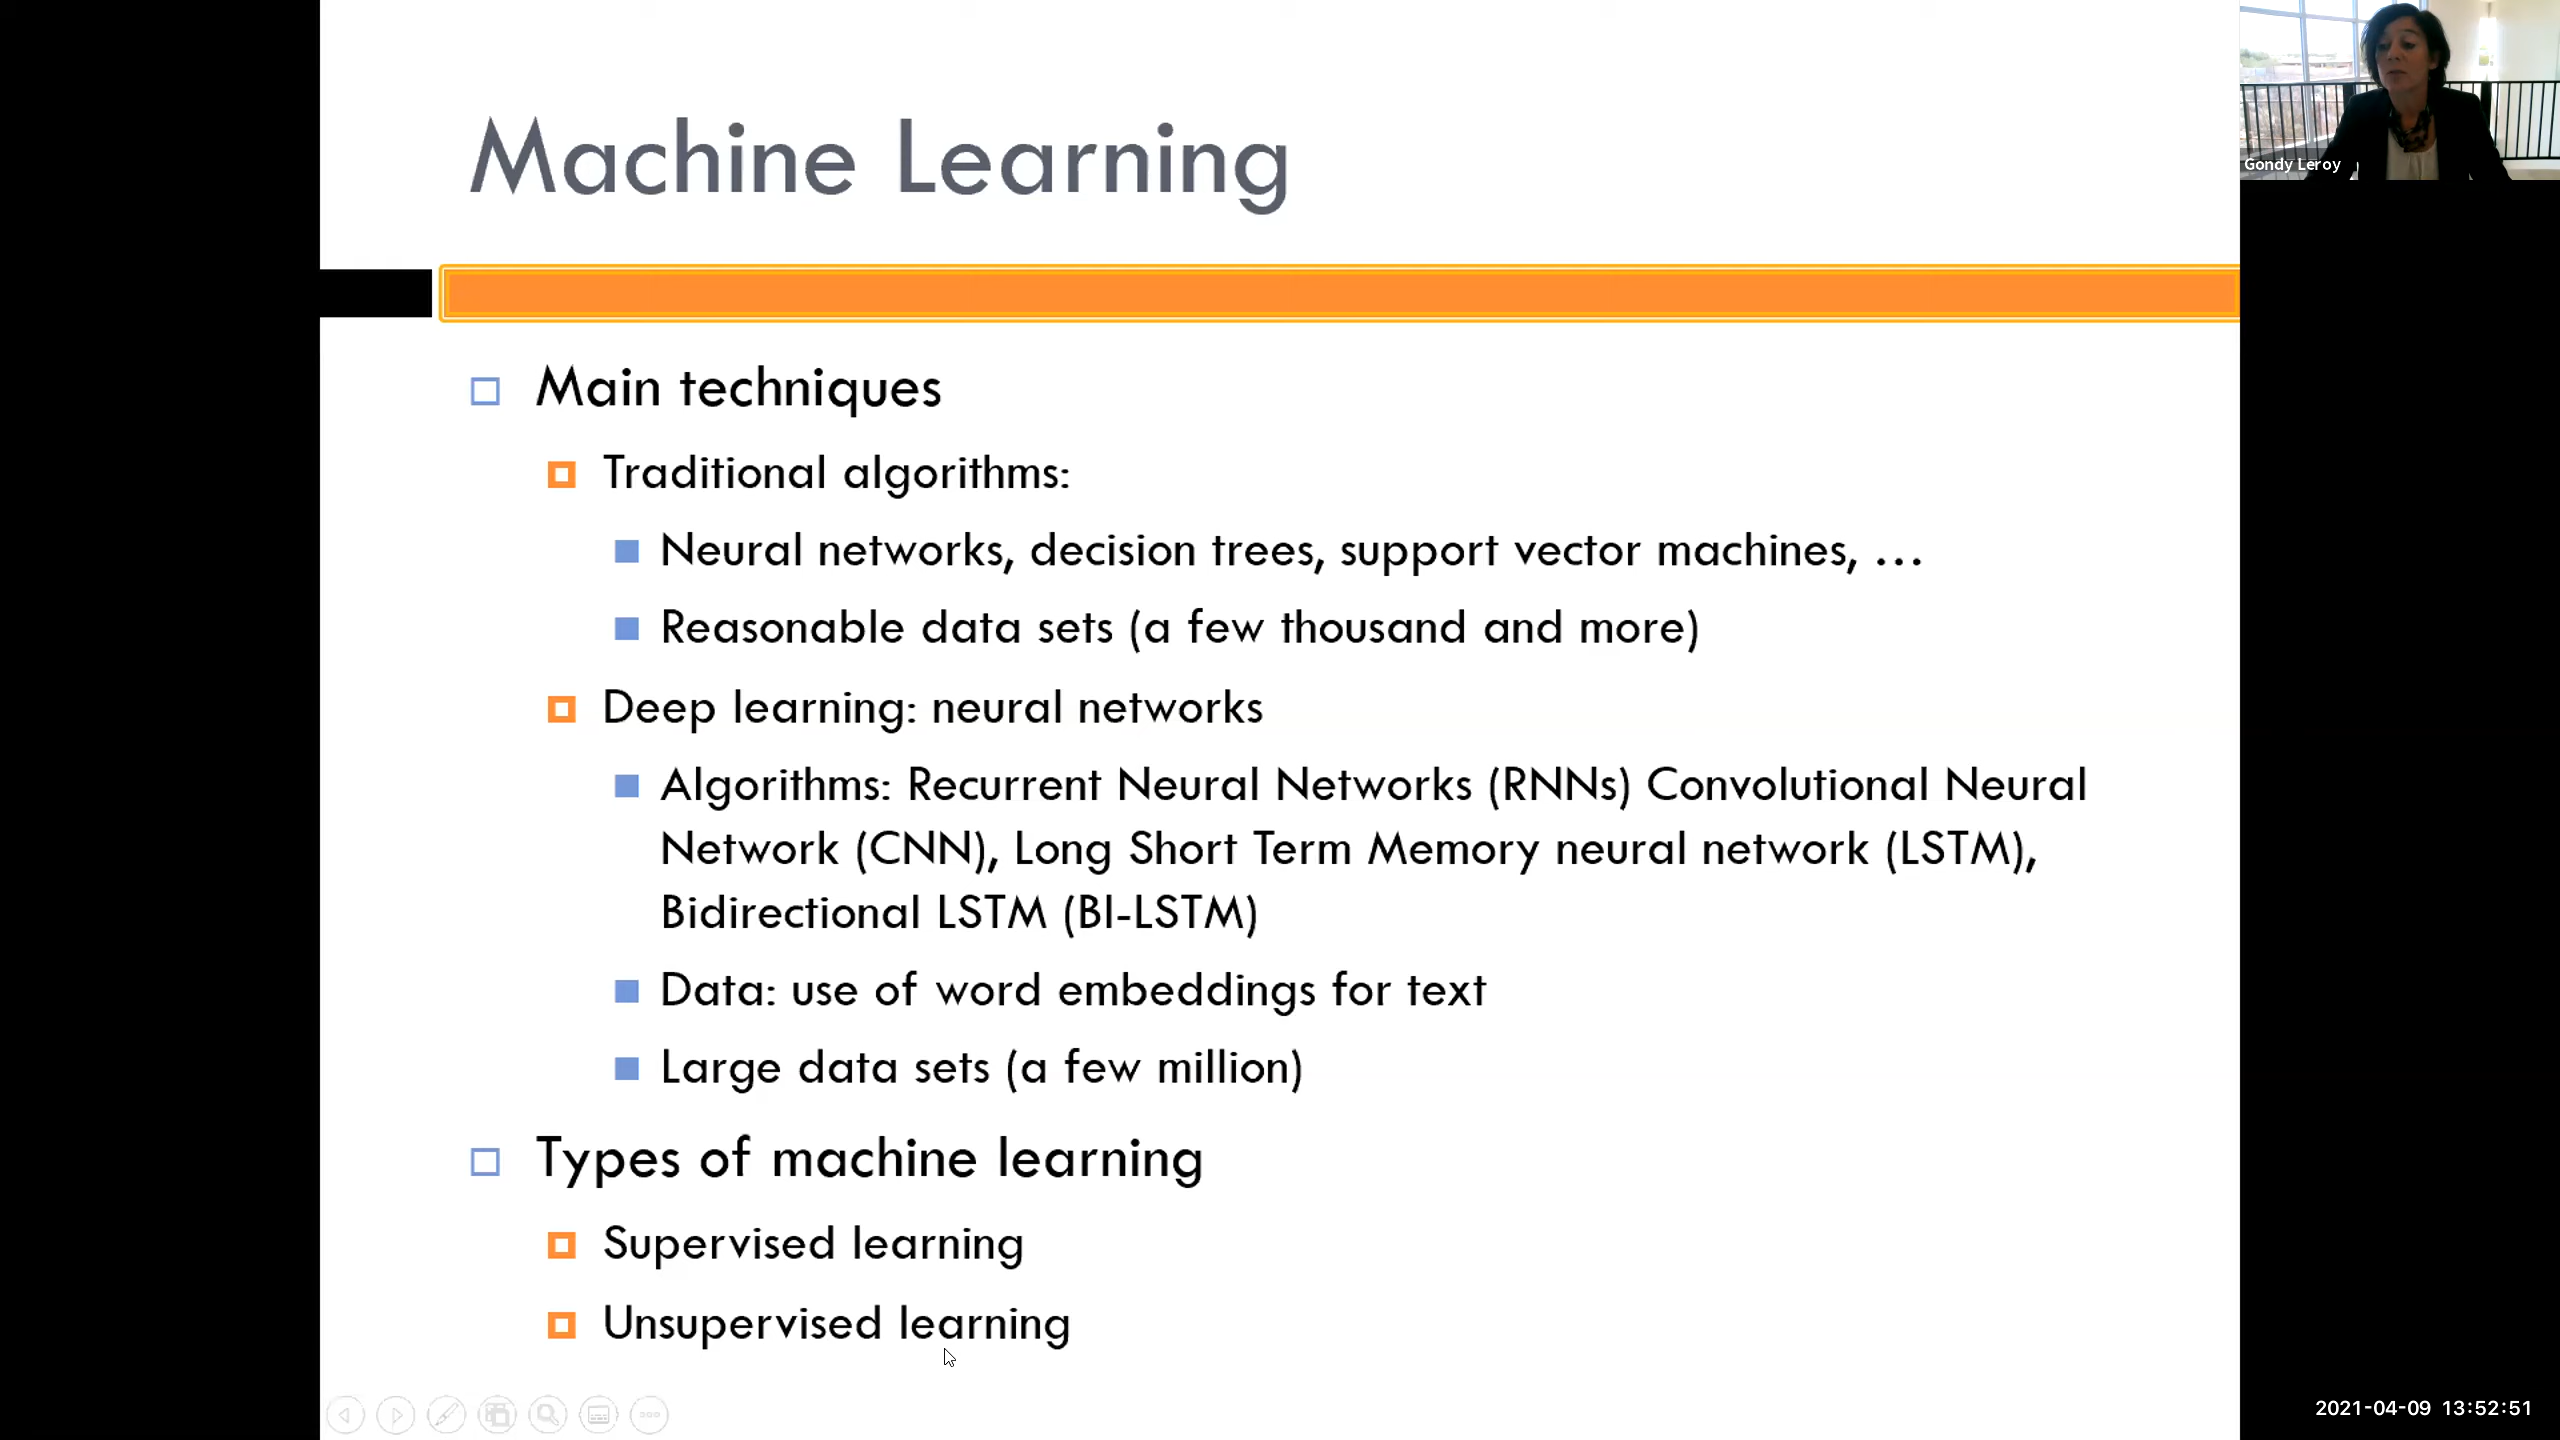 Machine Learning
Gondy Leroy
Main techniques
Traditional algorithms:
Neural networks, decision trees, support vector machines, …
Reasonable data sets (a few thousand and more)
Deep learning: neural networks
Algorithms: Recurrent Neural Networks (RNNs) Convolutional Neural
Network (CNN), Long Short Term Memory neural network (LSTM),
Bidirectional LSTM (BI-LSTM)
Data: use of word embeddings for text
Large data sets (a few million)
Types of machine learning
Supervised learning
Unsupervised learning
2021-04-09 13:52:51